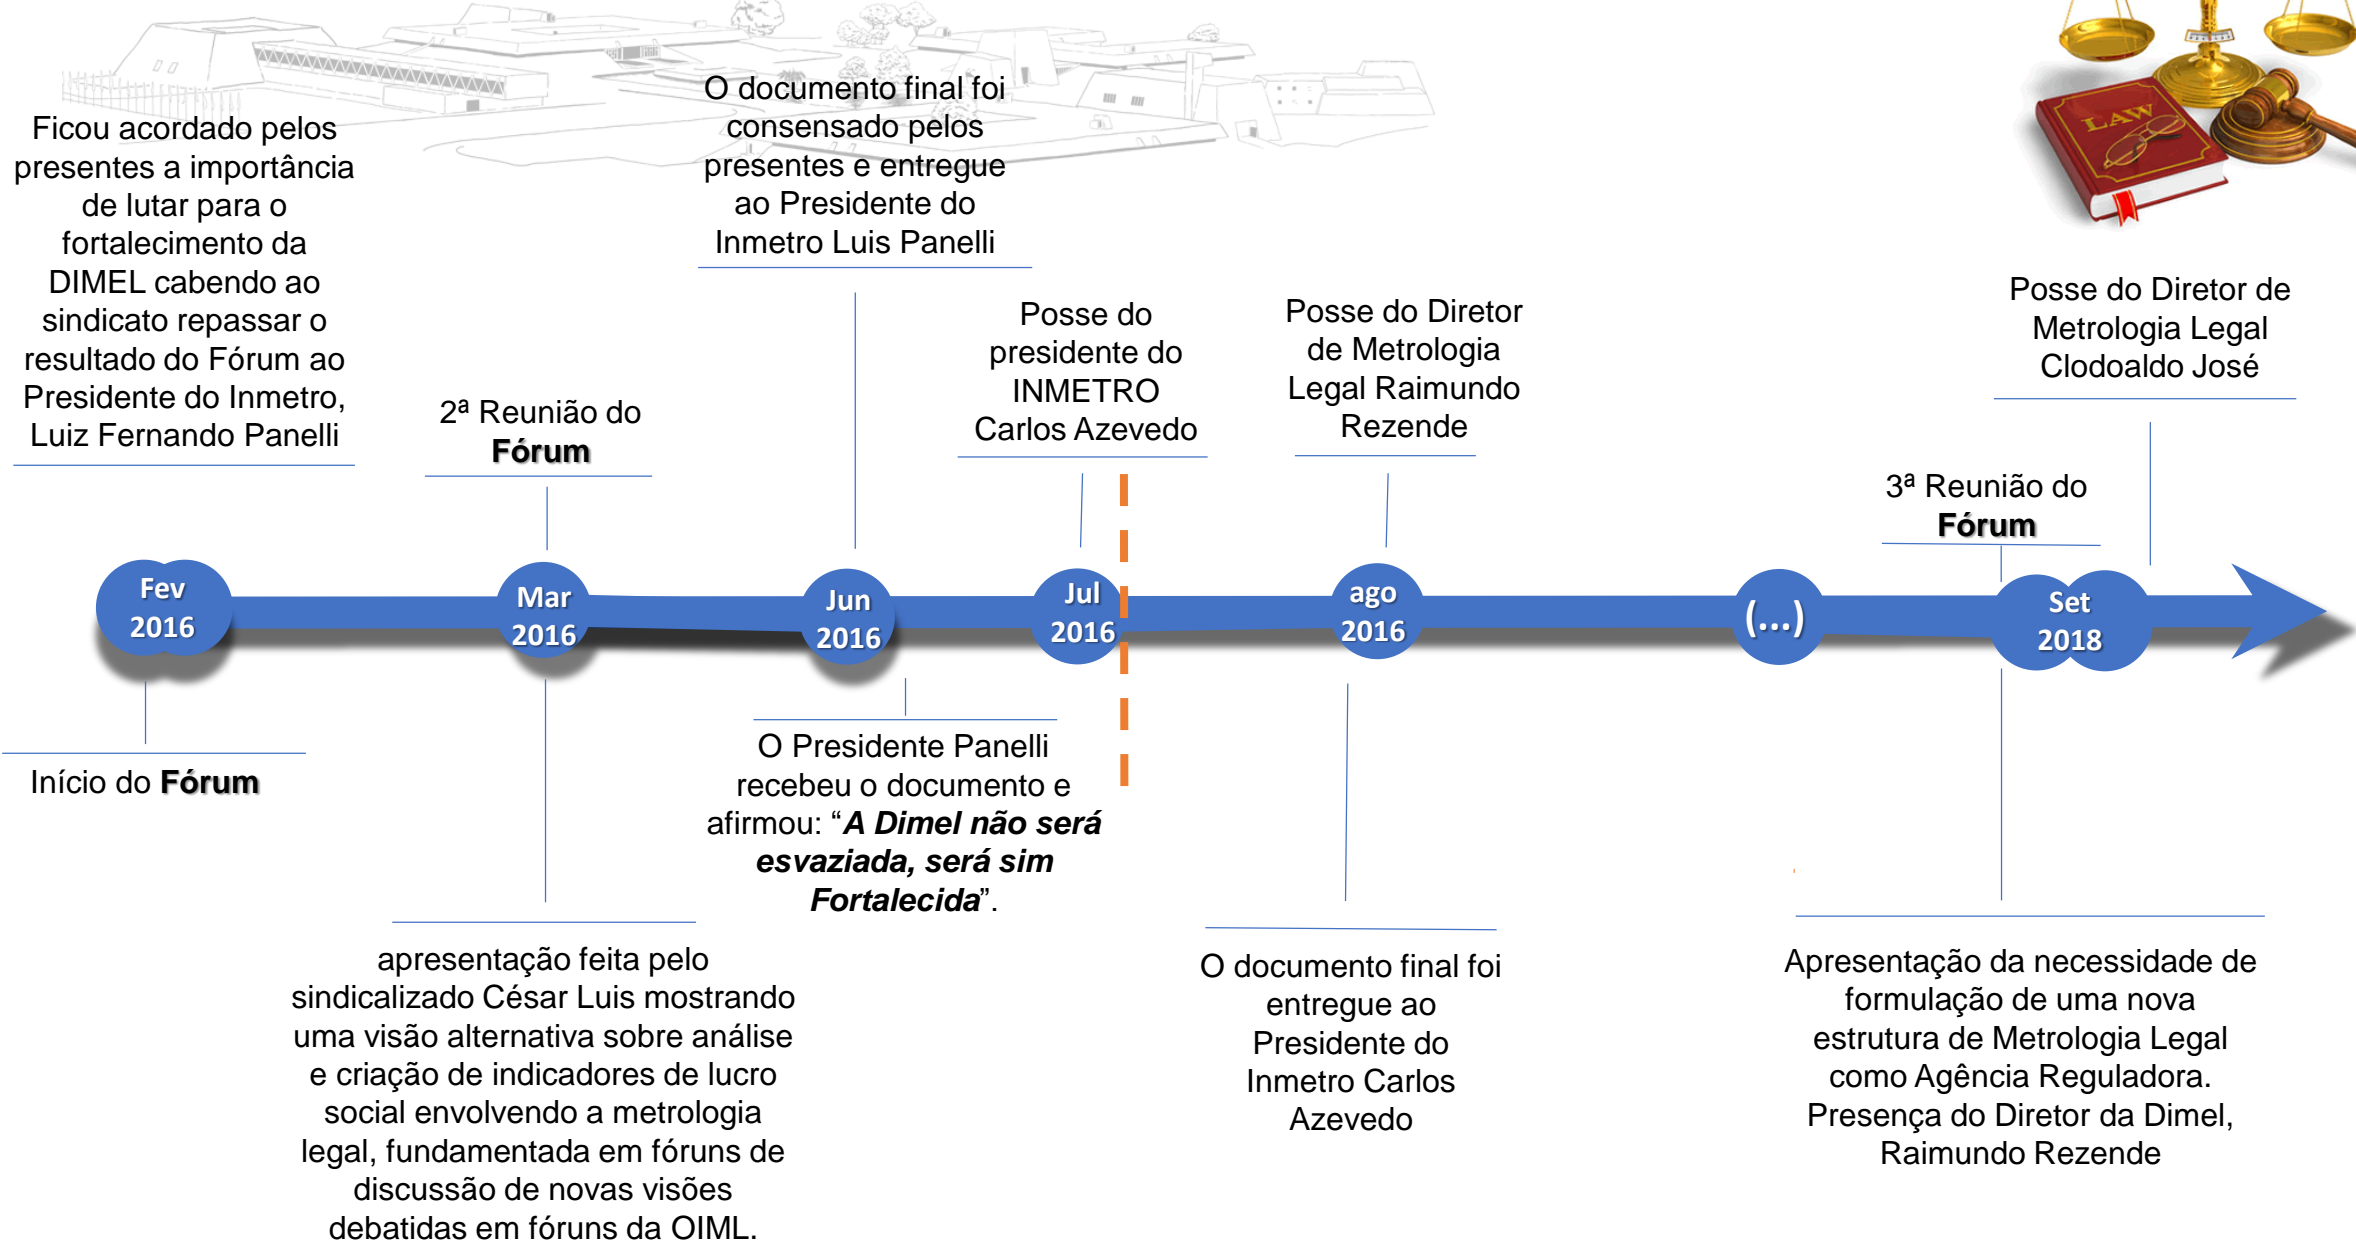 Ficou acordado pelos
presentes a importância
de lutar para o
fortalecimento da
DIMEL cabendo ao
sindicato repassar o
resultado do Fórum ao
Presidente do Inmetro,
Luiz Fernando Panelli
2ª Reunião do
Fórum
O documento final foi
consensado pelos
presentes e entregue
ao Presidente do
Inmetro Luis Panelli
Posse do
presidente do
INMETRO
Carlos Azevedo
Posse do Diretor
de Metrologia
Legal Raimundo
Rezende
3ª Reunião do
Fórum
LAW
Posse do Diretor de
Metrologia Legal
Clodoaldo José
Fev
2016
Mar
2016
Jun
2016
Jul
2016
ago
2016
(...)
Set
2018
Início do Fórum
apresentação feita pelo
sindicalizado César Luis mostrando
uma visão alternativa sobre análise
e criação de indicadores de lucro
social envolvendo a metrologia
legal, fundamentada em fóruns de
discussão de novas visões
debatidas em fóruns da OIML.
O Presidente Panelli
recebeu o documento e
afirmou: “A Dimel não será
esvaziada, será sim
Fortalecida”.
O documento final foi
entregue ao
Presidente do
Inmetro Carlos
Azevedo
Apresentação da necessidade de
formulação de uma nova
estrutura de Metrologia Legal
como Agência Reguladora.
Presença do Diretor da Dimel,
Raimundo Rezende